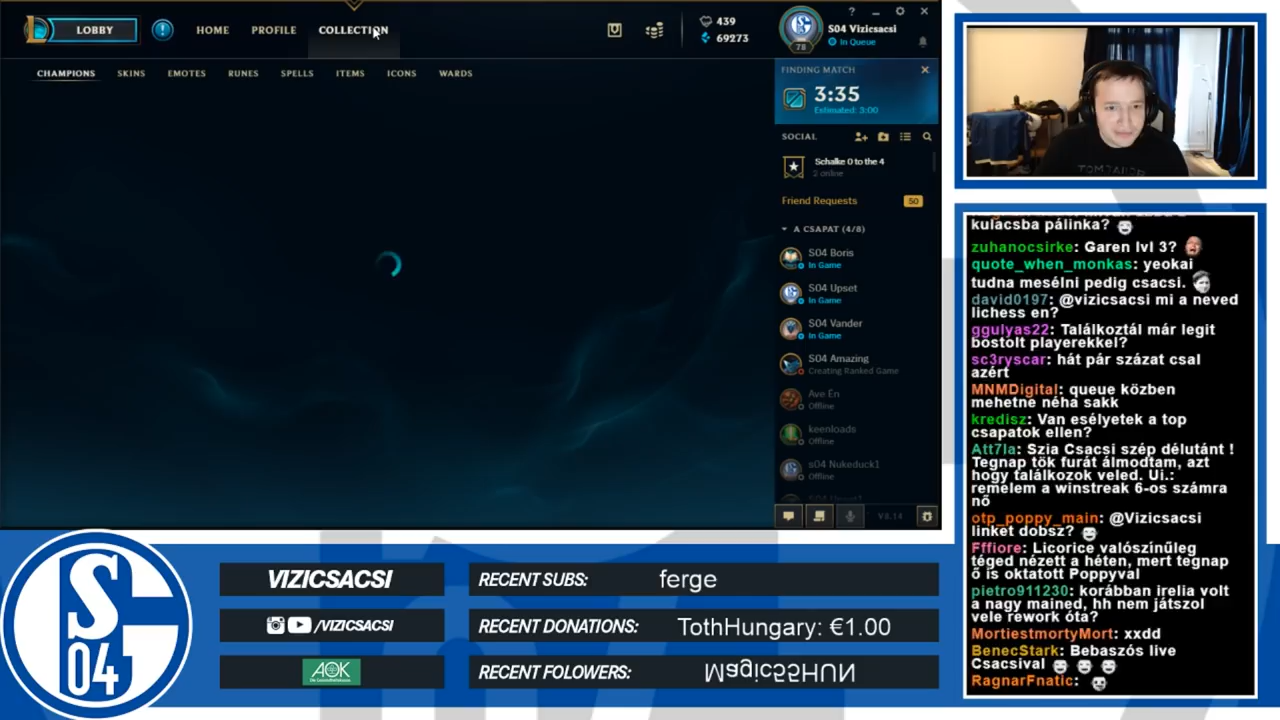 LOBBY
HOME
PROFILE
COLLECTION
439
69273
78
?
S04 Vizicsacsi
In Queue
CHAMPIONS
SKINS
EMOTES
RUNES
SPELLS
ITEMS
ICONS
WARDS
FINDING MATCH
3:35
Estimated: 3:00
SOCIAL
Schalke 0 to the 4
2 online
Friend Requests
50
A CSAPAT (4/8)
S04 Boris
In Game
S04 Upset
In Game
S04 Vander
In Game
S04 Amazing
Creating Ranked Game
Ave En
Offline
keenloads
Offline
s04 Nukeduck1
Offline
V8.14
TOM TAILOR
kulacsba pálinka?
zuhanocsirke: Garen lvl 3?
quote_when_monkas: yeokai
tudna mesélni pedig csacsi.
david0197: @vizicsacsi mi a neved
lichess en?
ggulyas22: Találkoztál már legit
bostolt playerekkel?
sc3ryscar: hát pár százat csal
azért
MNMDigital: queue közben
mehetne néha sakk
kredisz: Van esélyetek a top
csapatok ellen?
Att7la: Szia Csacsi szép délutánt !
Tegnap tök furát álmodtam, azt
hogy találkozok veled. Ui.:
remelem a winstreak 6-os számra
nő
otp_poppy_main: @Vizicsacsi
linket dobsz?
Fffiore: Licorice valószínűleg
téged nézett a héten, mert tegnap
ő is oktatott Poppyval
pietro911230: korábban irelia volt
a nagy mained, hh nem játszol
vele rework óta?
MortiestmortyMort: xxdd
BenecStark: Bebaszós live
Csacsival
RagnarFnatic:
S
04
VIZICSACSI
/VIZICSACSI
AOK
Die Gesundheitskasse.
RECENT SUBS:
ferge
RECENT DONATIONS:
TothHungary: €1.00
RECENT FOLOWERS:
Magic55HUN